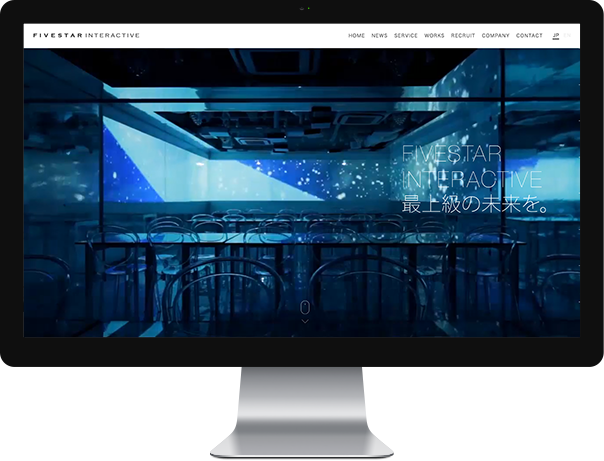 FIVESTAR INTERACTIVE
HOME NEWS SERVICE WORKS RECRUIT COMPANY CONTACT JP
FIVESTAR
INTERACTIVE
最上級の未来を。